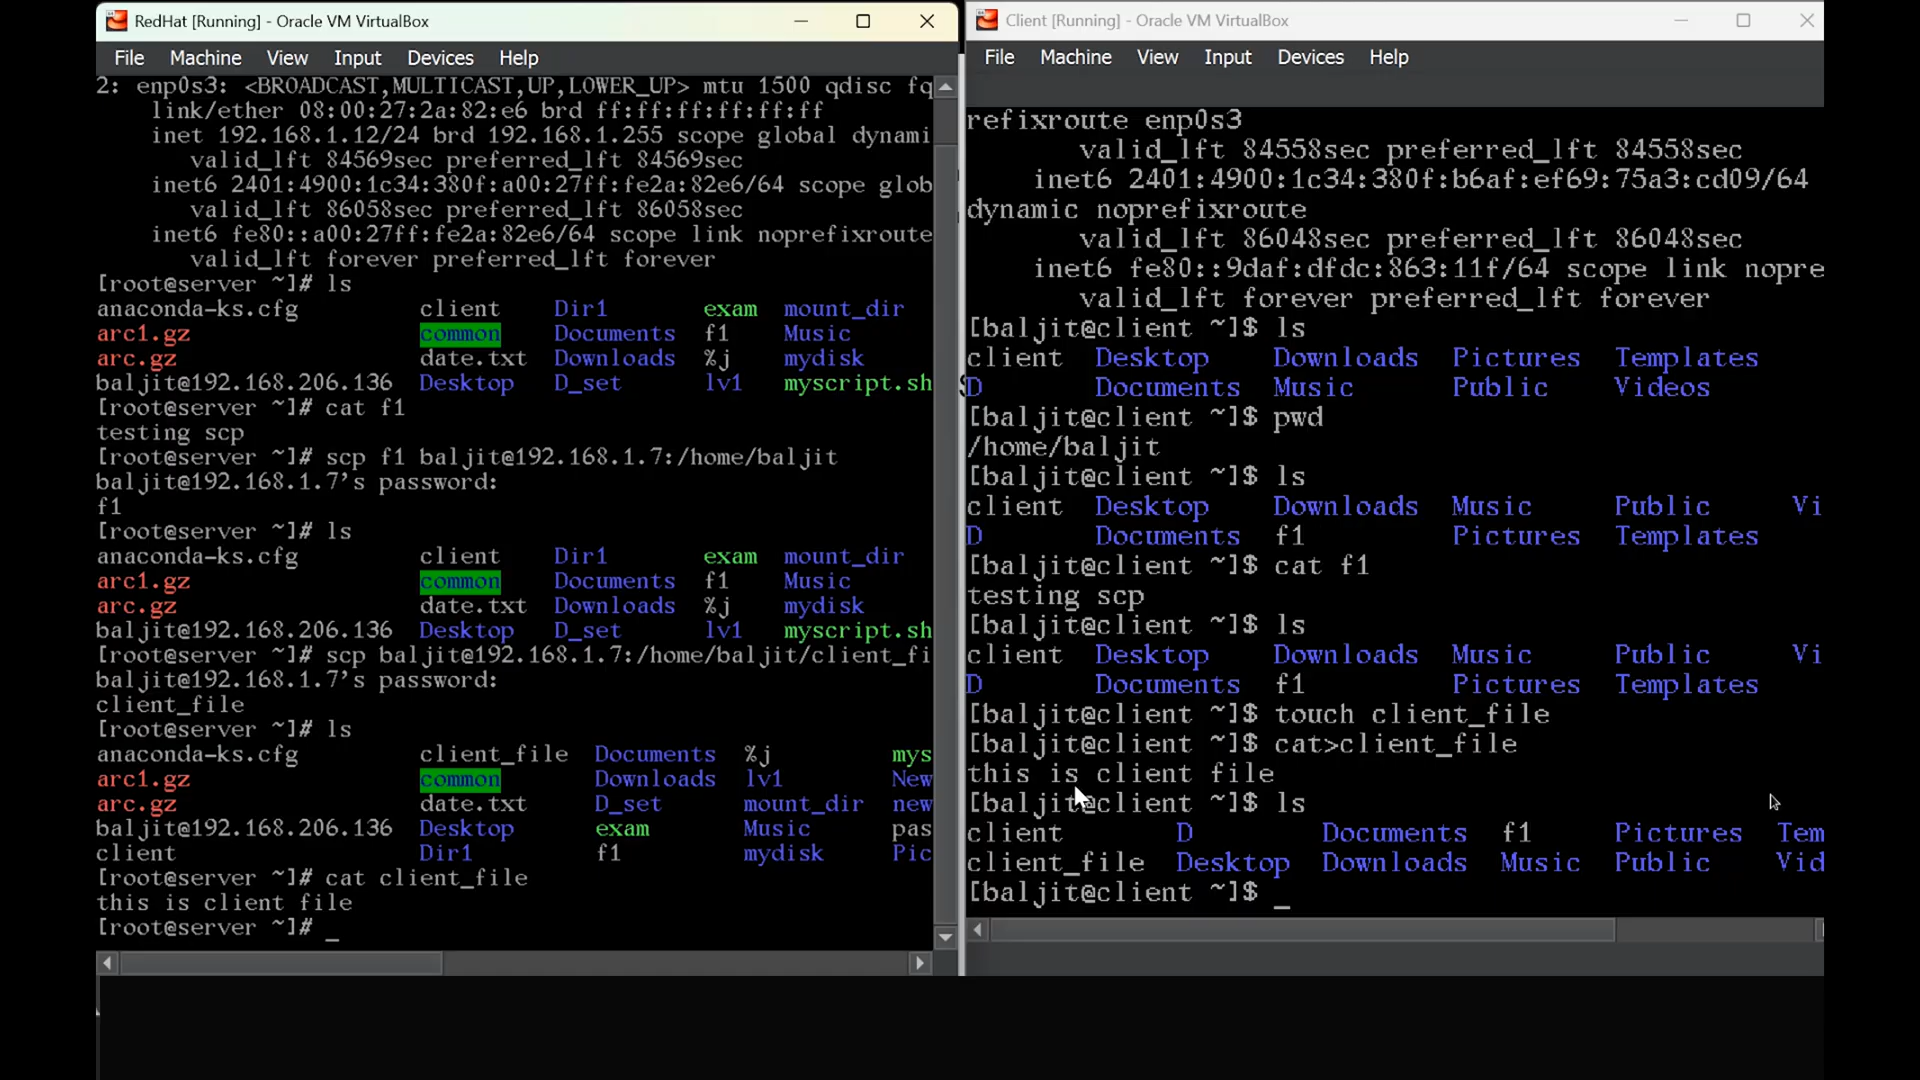 RedHat [Running] - Oracle VM VirtualBox
File Machine View Input Devices Help
2: enp0s3: <BROADCAST,MULTICAST,UP,LOWER_UP> mtu 1500 qdisc fq
link/ether 08:00:27:2a:82:e6 brd ff:ff:ff:ff:ff:ff
inet 192.168.1.12/24 brd 192.168.1.255 scope global dynami
valid_lft 84569sec preferred_lft 84569sec
inet6 2401:4900:1c34:380f:a00:27ff:fe2a:82e6/64 scope glob
valid_lft 86058sec preferred_lft 86058sec
inet6 fe80::a00:27ff:fe2a:82e6/64 scope link noprefixroute
valid_lft forever preferred_lft forever
[root@server ~]# ls
anaconda-ks.cfg client Dir1 exam mount_dir
arc1.gz common Documents f1 Music
arc.gz date.txt Downloads %j mydisk
baljit@192.168.206.136 Desktop D_set lv1 myscript.sh
[root@server ~]# cat f1
testing scp
[root@server ~]# scp f1 baljit@192.168.1.7:/home/baljit
baljit@192.168.1.7's password:
f1
[root@server ~]# ls
anaconda-ks.cfg client Dir1 exam mount_dir
arc1.gz common Documents f1 Music
arc.gz date.txt Downloads %j mydisk
baljit@192.168.206.136 Desktop D_set lv1 myscript.sh
[root@server ~]# scp baljit@192.168.1.7:/home/baljit/client_fi
baljit@192.168.1.7's password:
client_file
[root@server ~]# ls
anaconda-ks.cfg client_file Documents %j mys
arc1.gz common Downloads lv1 New
arc.gz date.txt D_set mount_dir new
baljit@192.168.206.136 Desktop exam Music pas
client Dir1 f1 mydisk Pic
[root@server ~]# cat client_file
this is client file
[root@server ~]# _
Client [Running] - Oracle VM VirtualBox
File Machine View Input Devices Help
refixroute enp0s3
valid_lft 84558sec preferred_lft 84558sec
inet6 2401:4900:1c34:380f:b6af:ef69:75a3:cd09/64
dynamic noprefixroute
valid_lft 86048sec preferred_lft 86048sec
inet6 fe80::9daf:dfdc:863:11f/64 scope link nopre
valid_lft forever preferred_lft forever
[baljit@client ~]$ ls
client Desktop Downloads Pictures Templates
D Documents Music Public Videos
[baljit@client ~]$ pwd
/home/baljit
[baljit@client ~]$ ls
client Desktop Downloads Music Public Vi
D Documents f1 Pictures Templates
[baljit@client ~]$ cat f1
testing scp
[baljit@client ~]$ ls
client Desktop Downloads Music Public Vi
D Documents f1 Pictures Templates
[baljit@client ~]$ touch client_file
[baljit@client ~]$ cat>client_file
this is client file
[baljit@client ~]$ ls
client D Documents f1 Pictures Tem
client_file Desktop Downloads Music Public Vid
[baljit@client ~]$ _